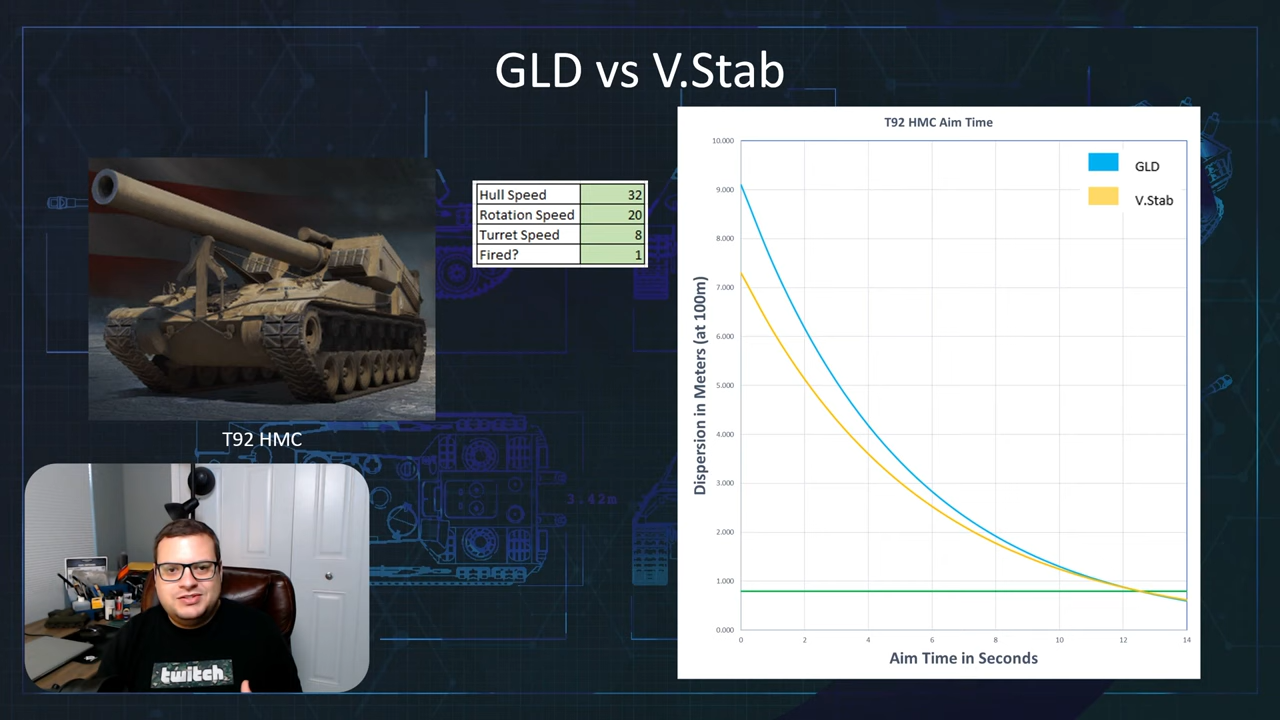 GLD vs V.Stab
Hull Speed 32
Rotation Speed 20
Turret Speed 8
Fired? 1
T92 HMC
3.42m
twitch
T92 HMC Aim Time
GLD
V.Stab
Dispersion in Meters (at 100m)
10.000
9.000
8.000
7.000
6.000
5.000
4.000
3.000
2.000
1.000
0.000
0 2 4 6 8 10 12 14
Aim Time in Seconds